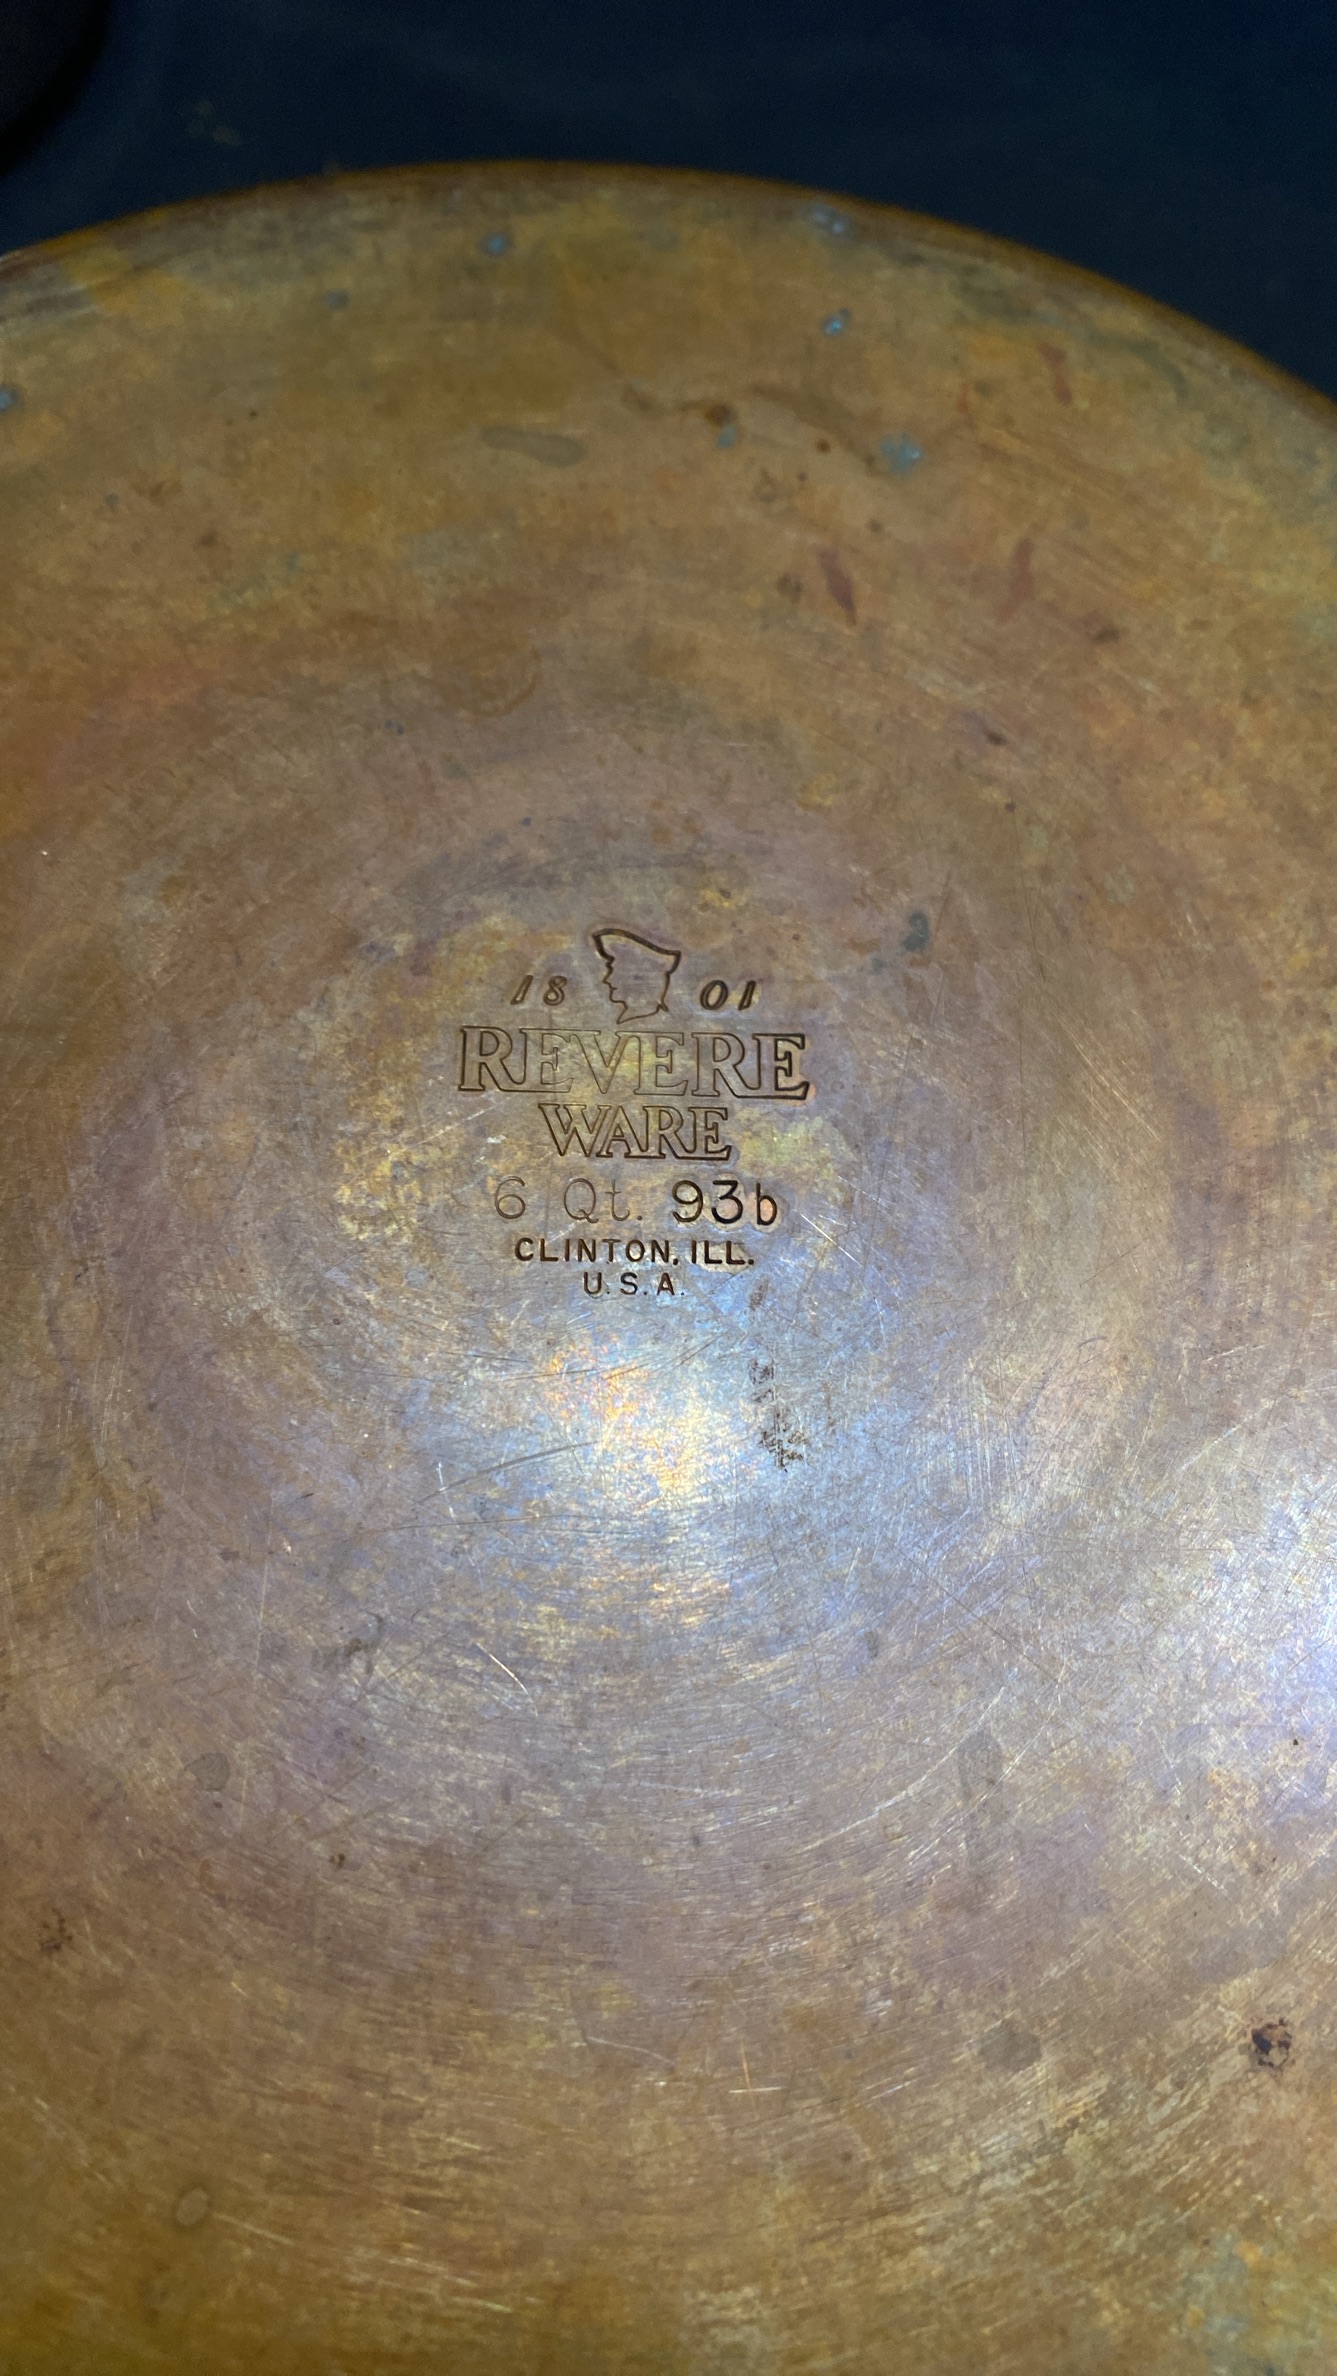 18 01
REVERE
WARE
6 Qt. 93b
CLINTON, ILL.
U.S.A.